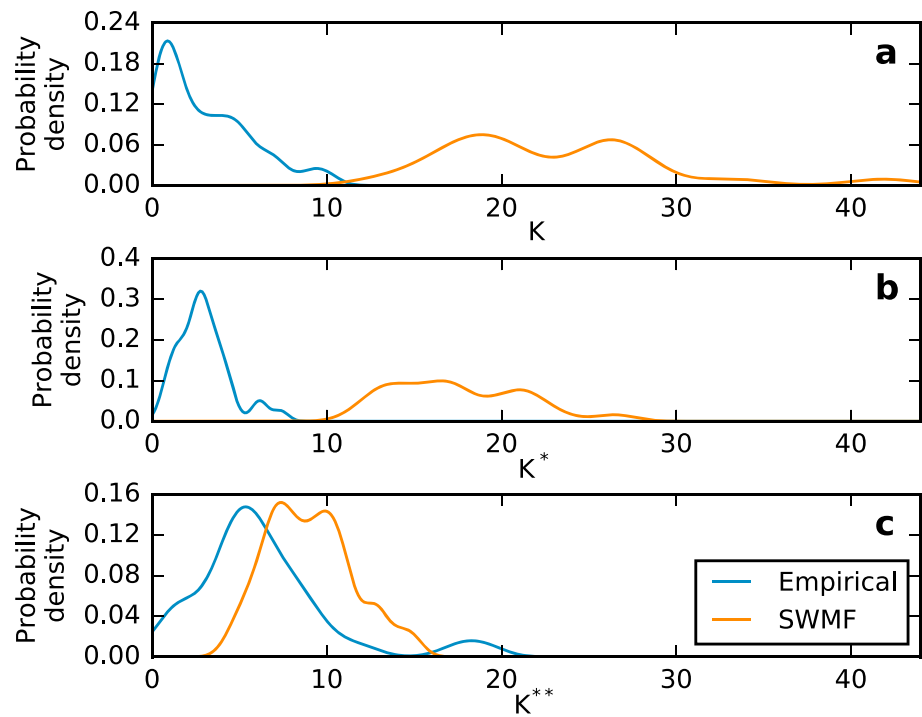 0.24
0.18
0.12
0.06
0.00
Probability
density
a
0 10 20 30 40
K
0.4
0.3
0.2
0.1
0.0
Probability
density
b
0 10 20 30 40
K*
0.16
0.12
0.08
0.04
0.00
Probability
density
c
Empirical
SWMF
0 10 20 30 40
K**